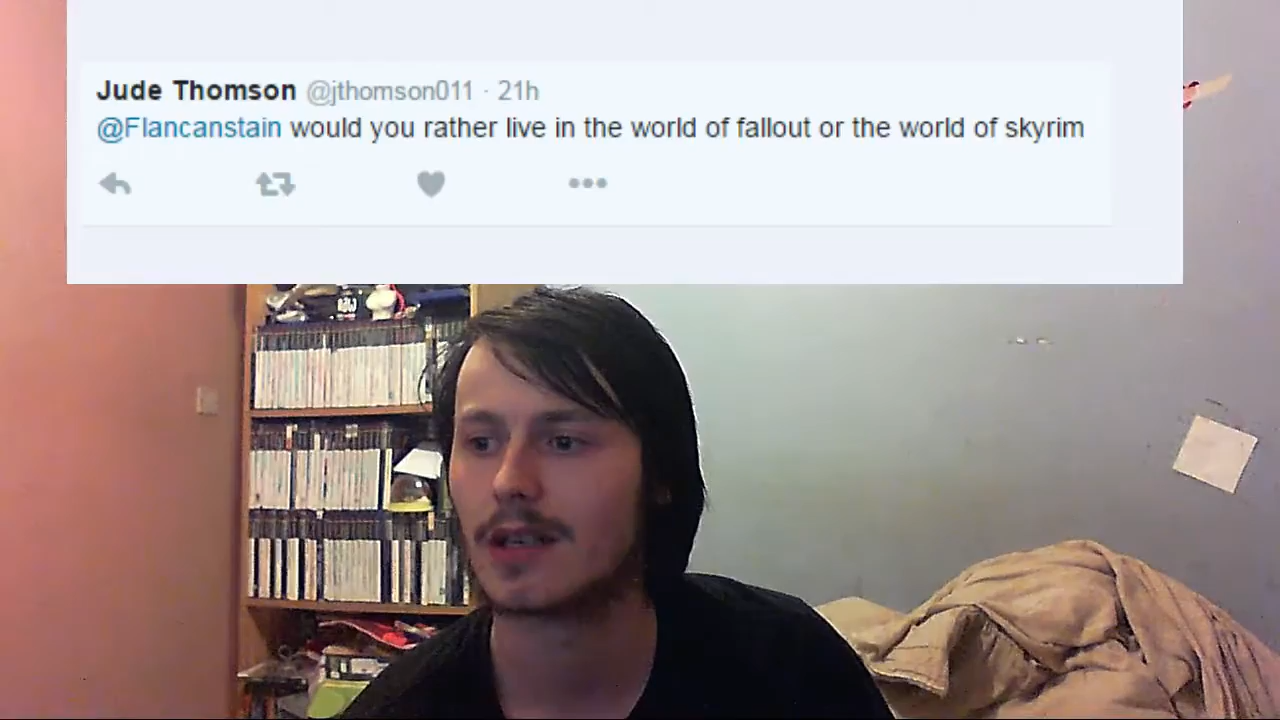 Jude Thomson @jthomson011 · 21h
@Flancanstain would you rather live in the world of fallout or the world of skyrim